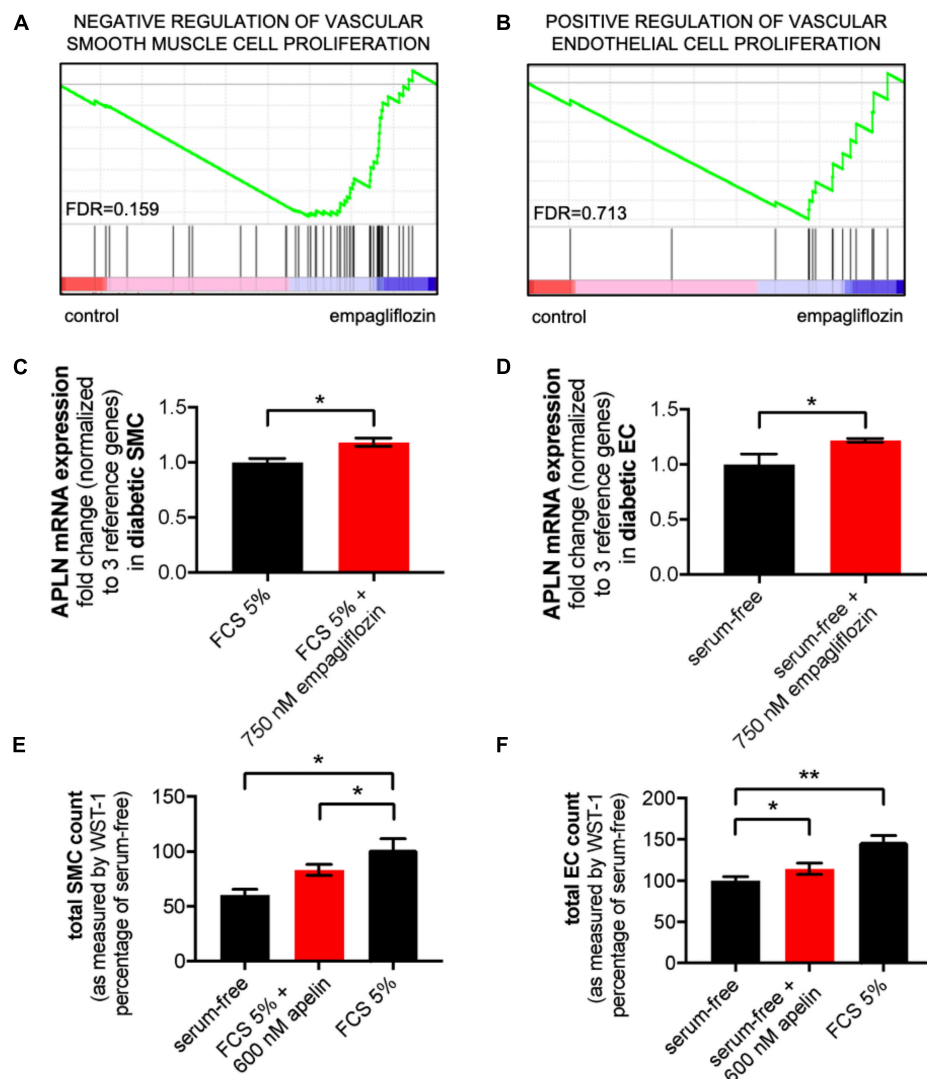 A
NEGATIVE REGULATION OF VASCULAR
SMOOTH MUSCLE CELL PROLIFERATION
FDR=0.159
control
empagliflozin
B
POSITIVE REGULATION OF VASCULAR
ENDOTHELIAL CELL PROLIFERATION
FDR=0.713
control
empagliflozin
C
APLN mRNA expression
fold change (normalized
to 3 reference genes)
in diabetic SMC
1.5
1.0
0.5
0.0
*
FCS 5%
FCS 5% +
750 nM empagliflozin
D
APLN mRNA expression
fold change (normalized
to 3 reference genes)
in diabetic EC
1.5
1.0
0.5
0.0
*
serum-free
serum-free +
750 nM empagliflozin
E
total SMC count
(as measured by WST-1
percentage of serum-free)
150
100
50
0
*
*
serum-free
FCS 5% +
600 nM apelin
FCS 5%
F
total EC count
(as measured by WST-1
percentage of serum-free)
200
150
100
50
0
**
*
serum-free
serum-free +
600 nM apelin
FCS 5%